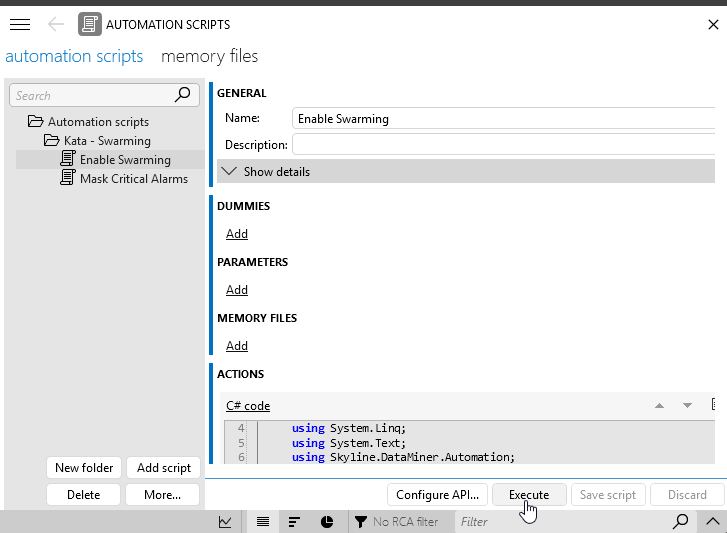 AUTOMATION SCRIPTS
automation scripts memory files
Search
Automation scripts
Kata - Swarming
Enable Swarming
Mask Critical Alarms
New folder Add script
Delete More...
GENERAL
Name: Enable Swarming
Description:
Show details
DUMMIES
Add
PARAMETERS
Add
MEMORY FILES
Add
ACTIONS
C# code
4 using System.Linq;
5 using System.Text;
6 using Skyline.DataMiner.Automation;
Configure API... Execute Save script Discard
No RCA filter Filter